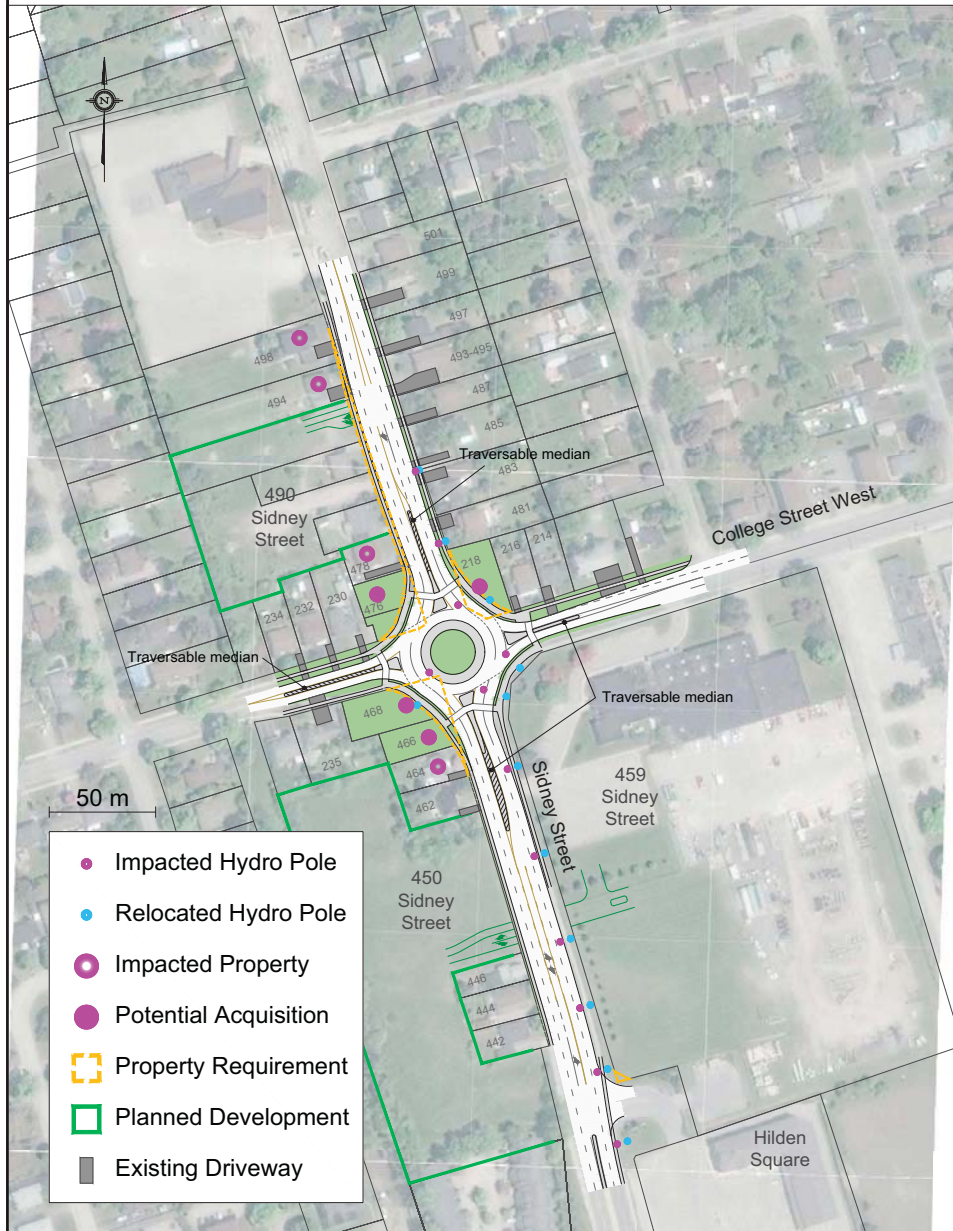 N
501
499
497
493-495
487
485
483
481
498
494
Traversable median
490
Sidney
Street
College Street West
214
216
218
478
476
230
232
234
Traversable median
Traversable median
468
466
464
462
235
50 m
Sidney Street
459
Sidney
Street
450
Sidney
Street
446
444
442
Hilden
Square
Impacted Hydro Pole
Relocated Hydro Pole
Impacted Property
Potential Acquisition
Property Requirement
Planned Development
Existing Driveway